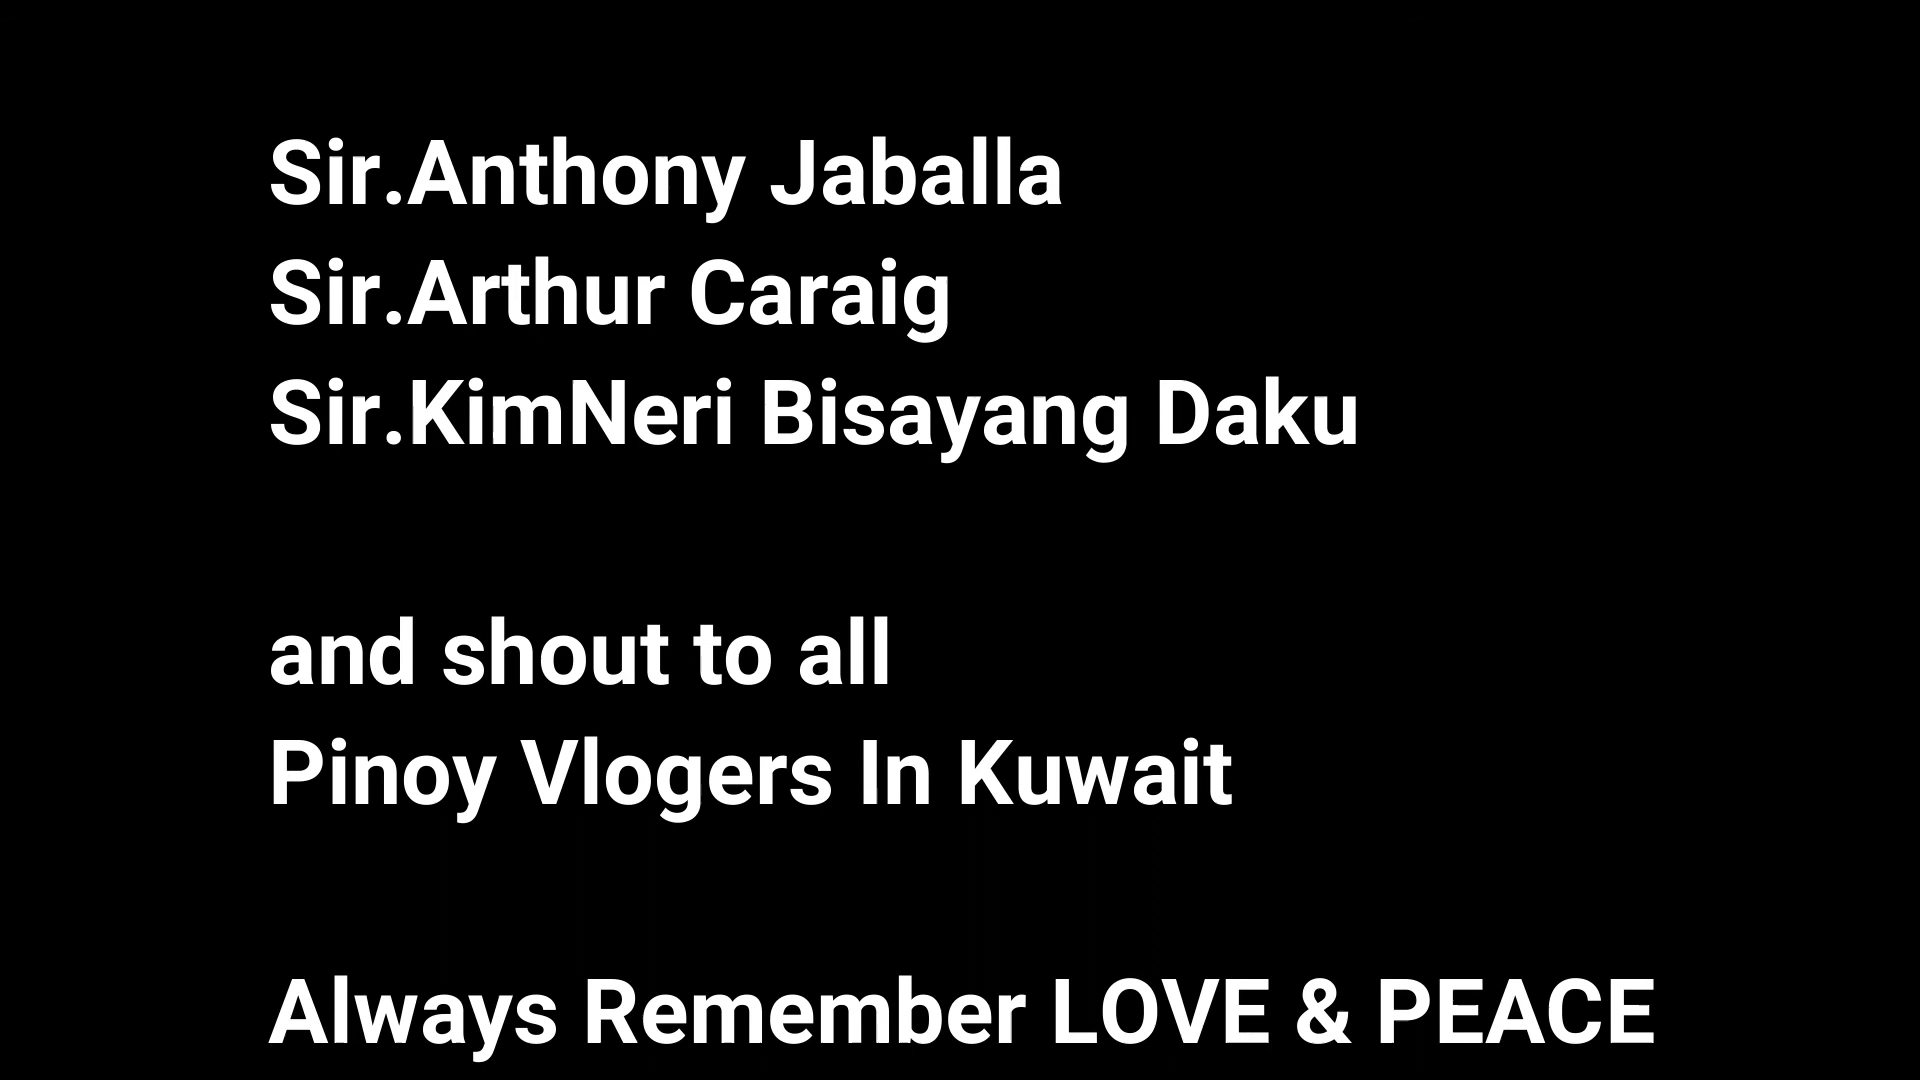 Sir.Anthony Jaballa
Sir.Arthur Caraig
Sir.KimNeri Bisayang Daku
and shout to all
Pinoy Vlogers In Kuwait
Always Remember LOVE & PEACE